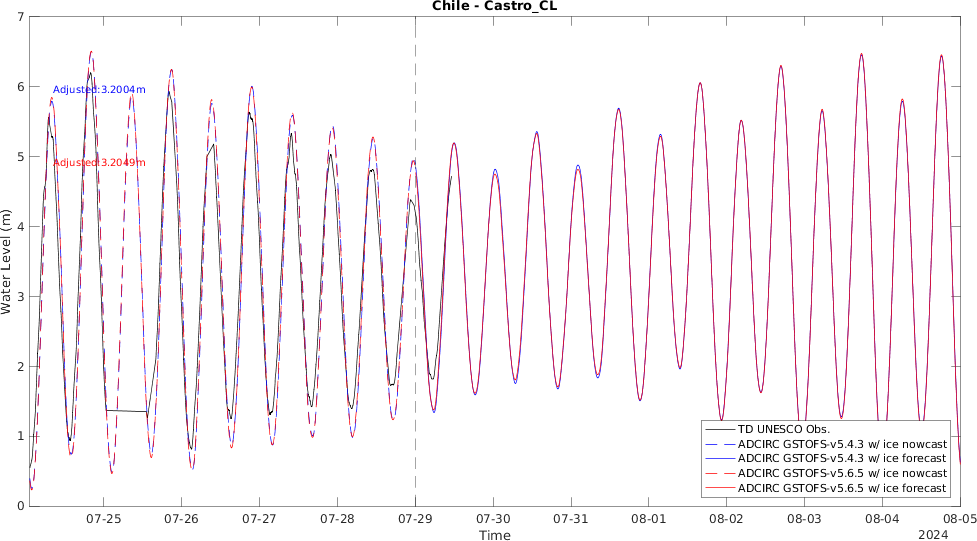 Chile - Castro_CL
7
6
5
4
3
2
1
0
Water Level (m)
Adjusted:3.2004m
Adjusted:3.2049m
TD UNESCO Obs.
ADCIRC GSTOFS-v5.4.3 w/ ice nowcast
ADCIRC GSTOFS-v5.4.3 w/ ice forecast
ADCIRC GSTOFS-v5.6.5 w/ ice nowcast
ADCIRC GSTOFS-v5.6.5 w/ ice forecast
07-25 07-26 07-27 07-28 07-29 07-30 07-31 08-01 08-02 08-03 08-04 08-05
Time
2024